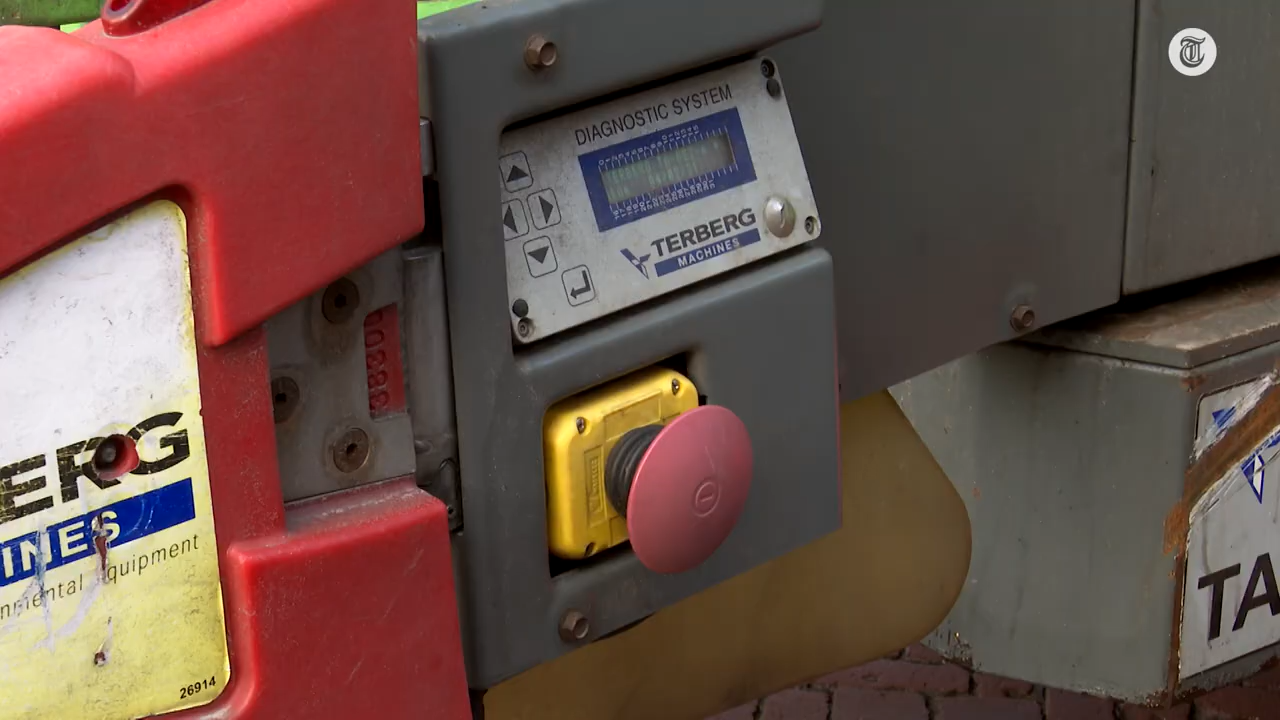 DIAGNOSTIC SYSTEM
TERBERG
MACHINES
ERG
INES
nmental equipment
26914
TA
T